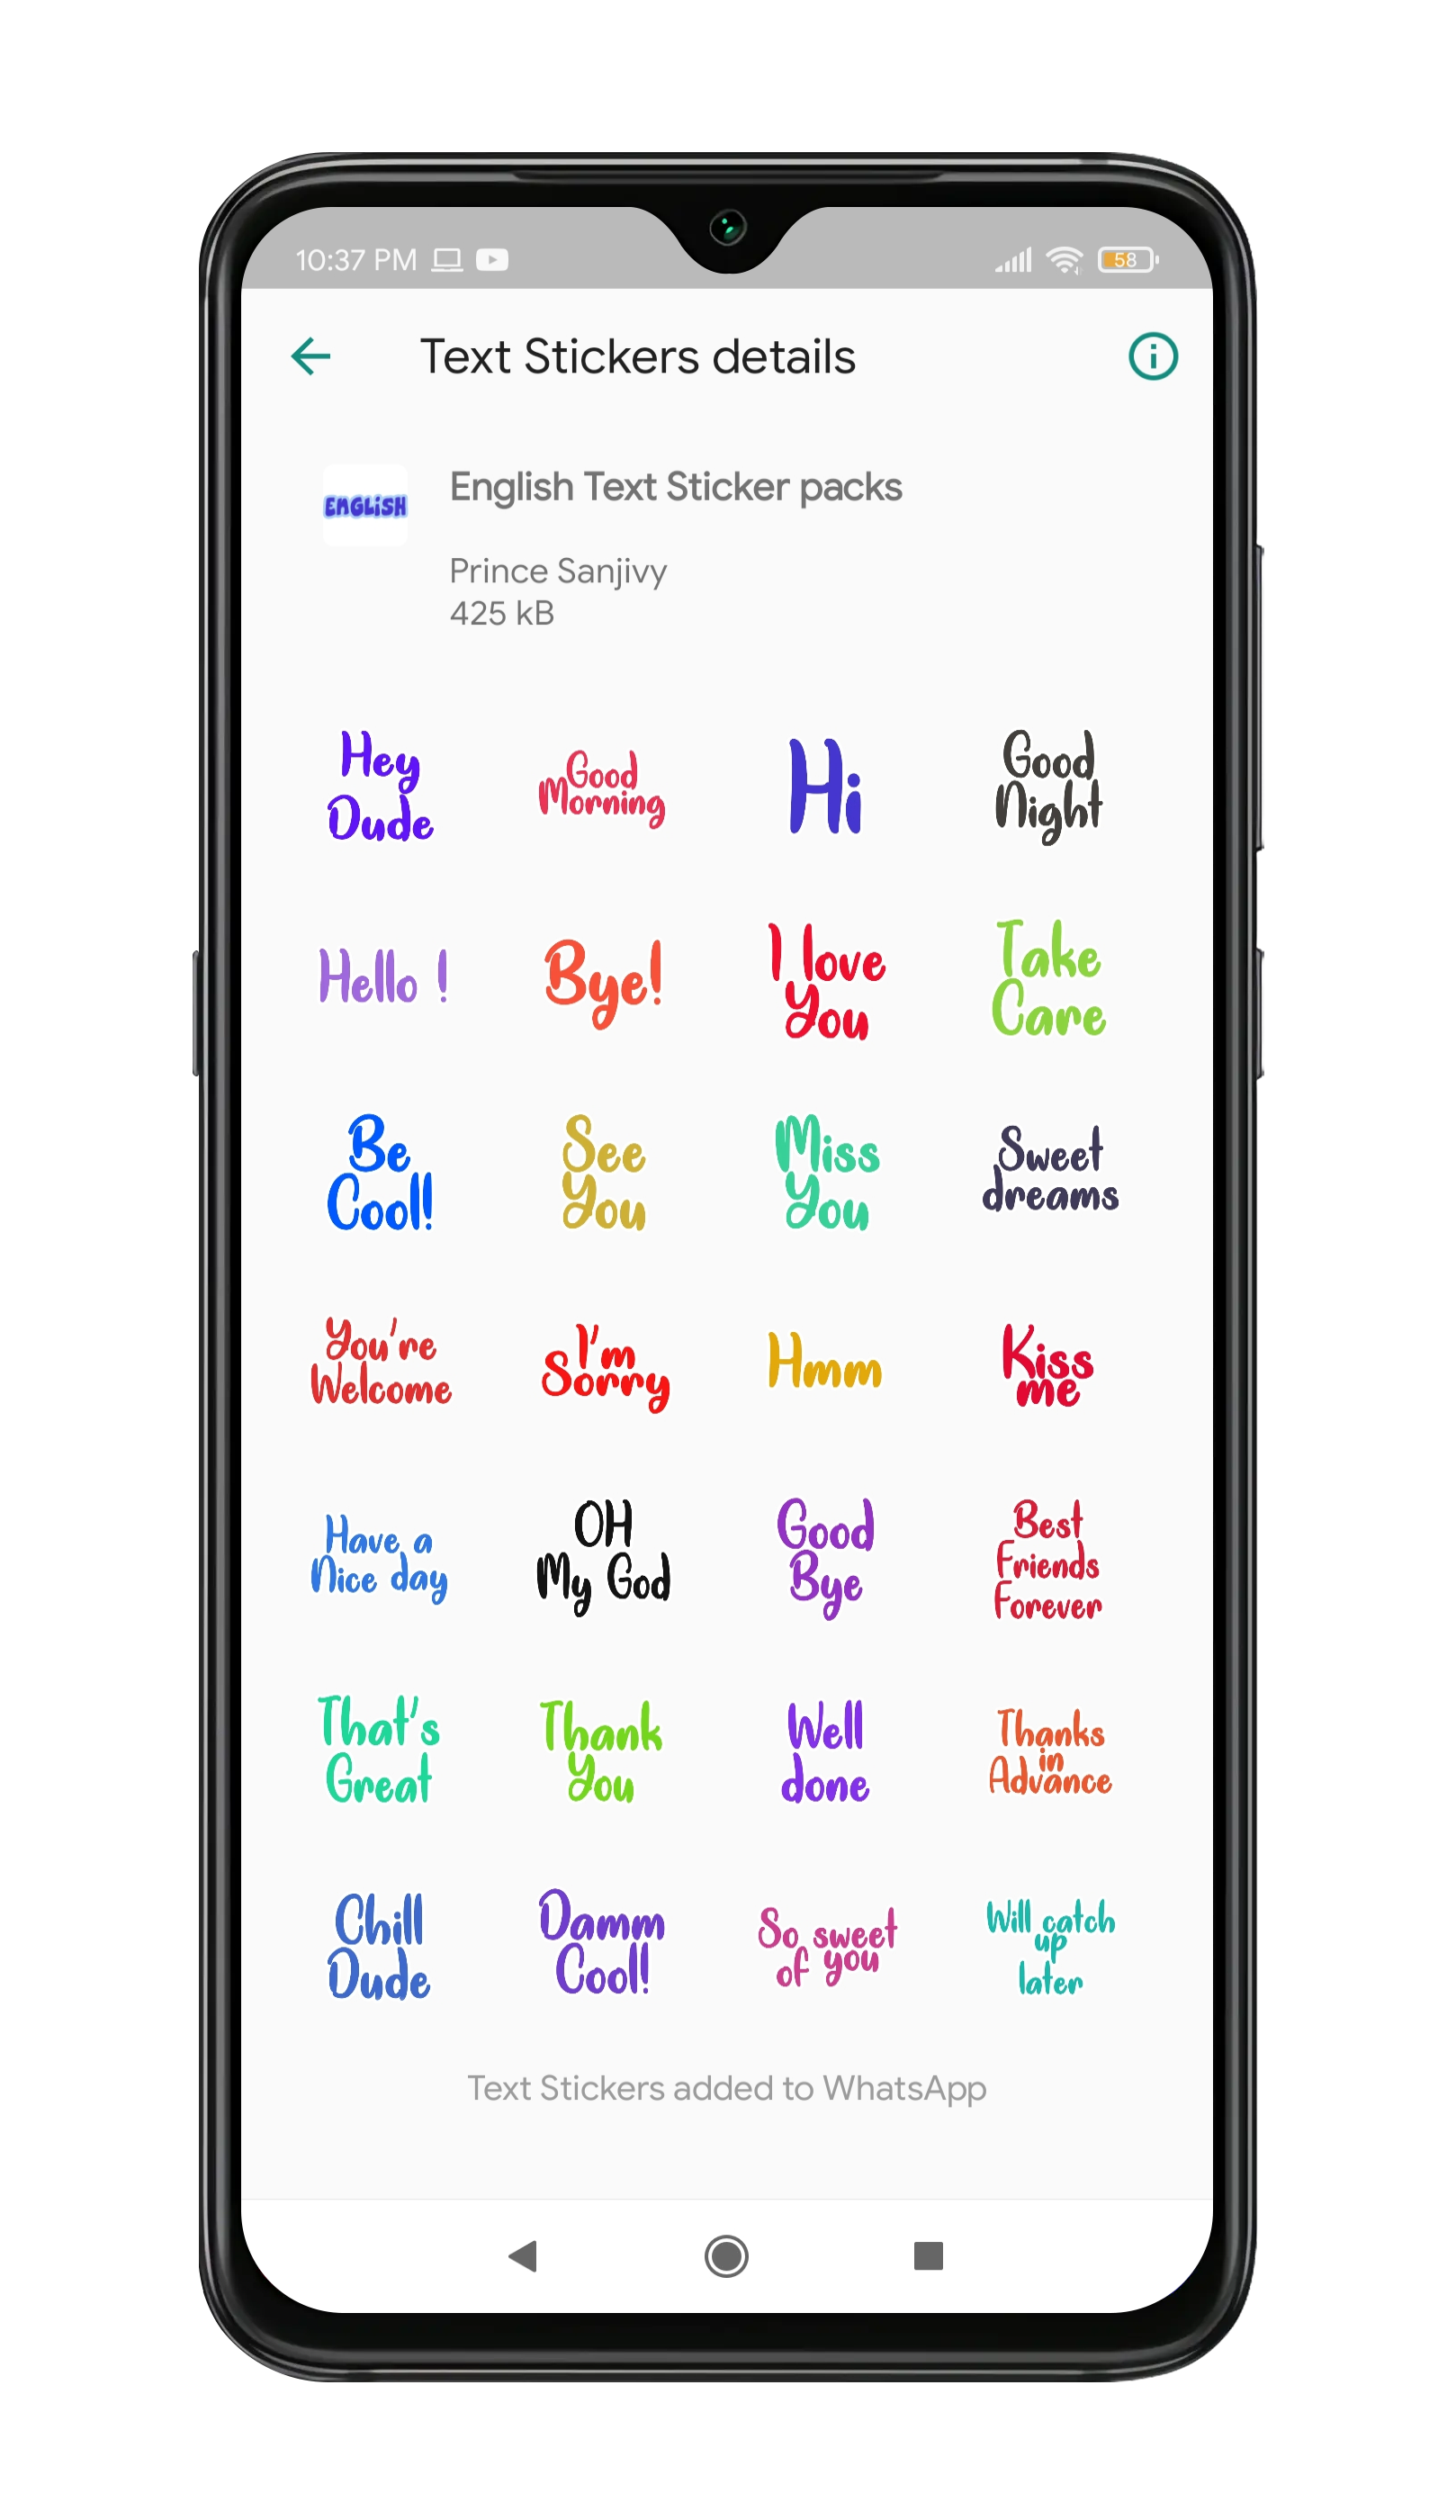 10:37 PM
58
Text Stickers details
ENGLiSH
English Text Sticker packs
Prince Sanjivy
425 kB
Hey
Dude
Good
Morning
Hi
Good
Night
Hello !
Bye!
I love
You
Take
Care
Be
Cool!
See
You
Miss
You
Sweet
dreams
You're
Welcome
I'm
Sorry
Hmm
Kiss
me
Have a
Nice day
OH
My God
Good
Bye
Best
Friends
Forever
That's
Great
Thank
You
Well
done
Thanks
in
Advance
Chill
Dude
Damm
Cool!
So sweet
of you
Will catch
up
later
Text Stickers added to WhatsApp